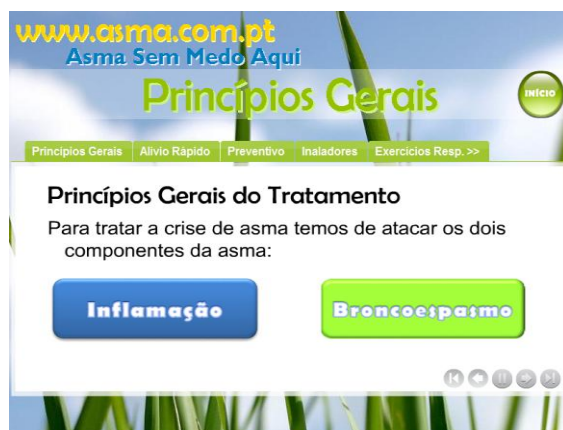 www.asma.com.pt
Asma Sem Medo Aqui
Princípios Gerais
INÍCIO
Princípios Gerais Alívio Rápido Preventivo Inaladores Exercícios Resp. >>
Princípios Gerais do Tratamento
Para tratar a crise de asma temos de atacar os dois
componentes da asma:
Inflamação Broncoespasmo